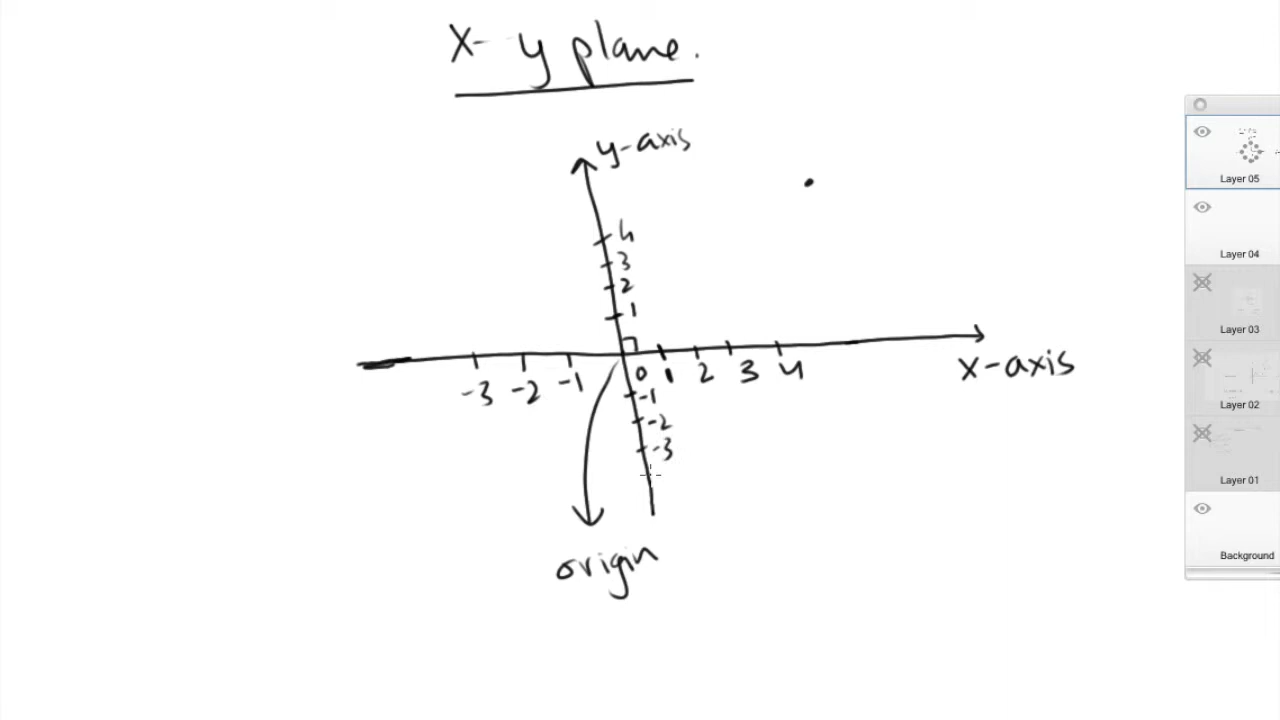 x-y plane.
y-axis
4
3
2
1
-3 -2 -1 0 1 2 3 4
x-axis
-1
-2
-3
origin
Layer 05
Layer 04
Layer 03
Layer 02
Layer 01
Background